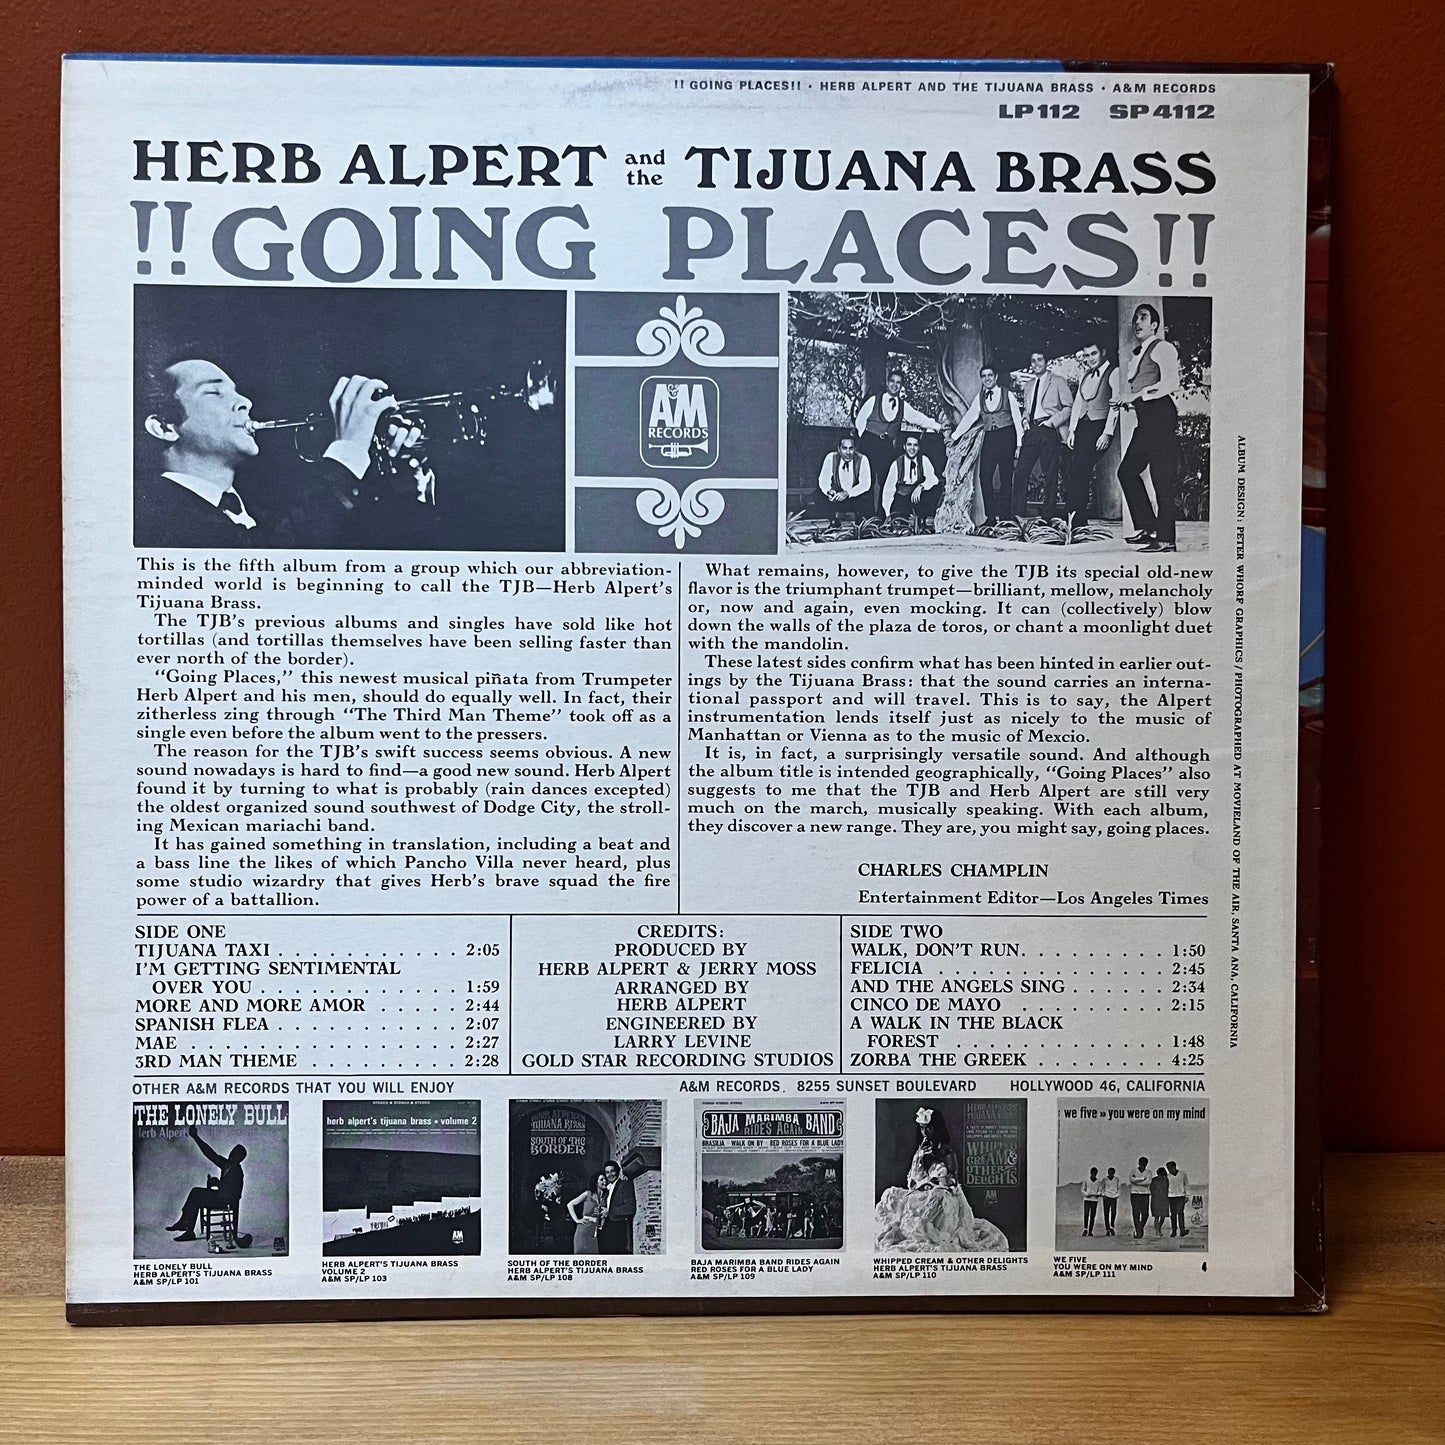 !! GOING PLACES!! • HERB ALPERT AND THE TIJUANA BRASS • A&M RECORDS
LP 112 SP 4112
HERB ALPERT and the TIJUANA BRASS
!!GOING PLACES!!
A&M
RECORDS
This is the fifth album from a group which our abbreviation-
minded world is beginning to call the TJB—Herb Alpert's
Tijuana Brass.
The TJB's previous albums and singles have sold like hot
tortillas (and tortillas themselves have been selling faster than
ever north of the border).
"Going Places," this newest musical piñata from Trumpeter
Herb Alpert and his men, should do equally well. In fact, their
zitherless zing through "The Third Man Theme" took off as a
single even before the album went to the pressers.
The reason for the TJB's swift success seems obvious. A new
sound nowadays is hard to find—a good new sound. Herb Alpert
found it by turning to what is probably (rain dances excepted)
the oldest organized sound southwest of Dodge City, the stroll-
ing Mexican mariachi band.
It has gained something in translation, including a beat and
a bass line the likes of which Pancho Villa never heard, plus
some studio wizardry that gives Herb's brave squad the fire
power of a battallion.
What remains, however, to give the TJB its special old-new
flavor is the triumphant trumpet—brilliant, mellow, melancholy
or, now and again, even mocking. It can (collectively) blow
down the walls of the plaza de toros, or chant a moonlight duet
with the mandolin.
These latest sides confirm what has been hinted in earlier out-
ings by the Tijuana Brass: that the sound carries an interna-
tional passport and will travel. This is to say, the Alpert
instrumentation lends itself just as nicely to the music of
Manhattan or Vienna as to the music of Mexcio.
It is, in fact, a surprisingly versatile sound. And although
the album title is intended geographically, "Going Places" also
suggests to me that the TJB and Herb Alpert are still very
much on the march, musically speaking. With each album,
they discover a new range. They are, you might say, going places.
CHARLES CHAMPLIN
Entertainment Editor—Los Angeles Times
ALBUM DESIGN: PETER WHORF GRAPHICS / PHOTOGRAPHED AT MOVIELAND OF THE AIR, SANTA ANA, CALIFORNIA
SIDE ONE
TIJUANA TAXI . . . . . . . . . . . 2:05
I'M GETTING SENTIMENTAL
OVER YOU . . . . . . . . . . . . 1:59
MORE AND MORE AMOR . . . . . 2:44
SPANISH FLEA . . . . . . . . . . . 2:07
MAE . . . . . . . . . . . . . . . . 2:27
3RD MAN THEME . . . . . . . . . 2:28
CREDITS:
PRODUCED BY
HERB ALPERT & JERRY MOSS
ARRANGED BY
HERB ALPERT
ENGINEERED BY
LARRY LEVINE
GOLD STAR RECORDING STUDIOS
SIDE TWO
WALK, DON'T RUN . . . . . . . . . 1:50
FELICIA . . . . . . . . . . . . . . 2:45
AND THE ANGELS SING . . . . . . 2:34
CINCO DE MAYO . . . . . . . . . 2:15
A WALK IN THE BLACK
FOREST . . . . . . . . . . . . . 1:48
ZORBA THE GREEK . . . . . . . . 4:25
OTHER A&M RECORDS THAT YOU WILL ENJOY
A&M RECORDS. 8255 SUNSET BOULEVARD HOLLYWOOD 46, CALIFORNIA
THE LONELY BULL
Herb Alpert
herb alpert's tijuana brass • volume 2
A&M
HERB ALPERT'S
TIJUANA BRASS
SOUTH OF THE
BORDER
BAJA MARIMBA BAND
RIDES AGAIN
BRASILIA WALK ON BY RED ROSES FOR A BLUE LADY
HERB ALPERT'S
TIJUANA BRASS
WHIPPED
CREAM &
OTHER
DELIGHTS
we five » you were on my mind
THE LONELY BULL
HERB ALPERT'S TIJUANA BRASS
A&M SP/LP 101
HERB ALPERT'S TIJUANA BRASS
VOLUME 2
A&M SP/LP 103
SOUTH OF THE BORDER
HERB ALPERT'S TIJUANA BRASS
A&M SP/LP 108
BAJA MARIMBA BAND RIDES AGAIN
RED ROSES FOR A BLUE LADY
A&M SP/LP 109
WHIPPED CREAM & OTHER DELIGHTS
HERB ALPERT'S TIJUANA BRASS
A&M SP/LP 110
WE FIVE
YOU WERE ON MY MIND
A&M SP/LP 111
4